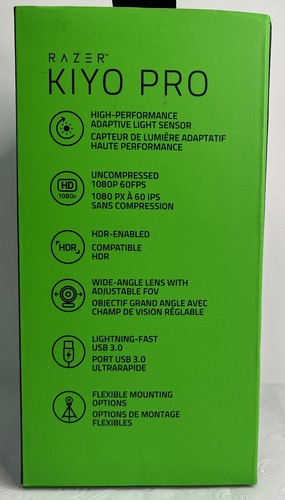 RAZER™
KIYO PRO
HIGH-PERFORMANCE
ADAPTIVE LIGHT SENSOR
CAPTEUR DE LUMIÈRE ADAPTATIF
HAUTE PERFORMANCE
HD
1080P
UNCOMPRESSED
1080P 60FPS
1080 PX À 60 IPS
SANS COMPRESSION
HDR
HDR-ENABLED
COMPATIBLE
HDR
WIDE-ANGLE LENS WITH
ADJUSTABLE FOV
OBJECTIF GRAND ANGLE AVEC
CHAMP DE VISION RÉGLABLE
LIGHTNING-FAST
USB 3.0
PORT USB 3.0
ULTRARAPIDE
FLEXIBLE MOUNTING
OPTIONS
OPTIONS DE MONTAGE
FLEXIBLES